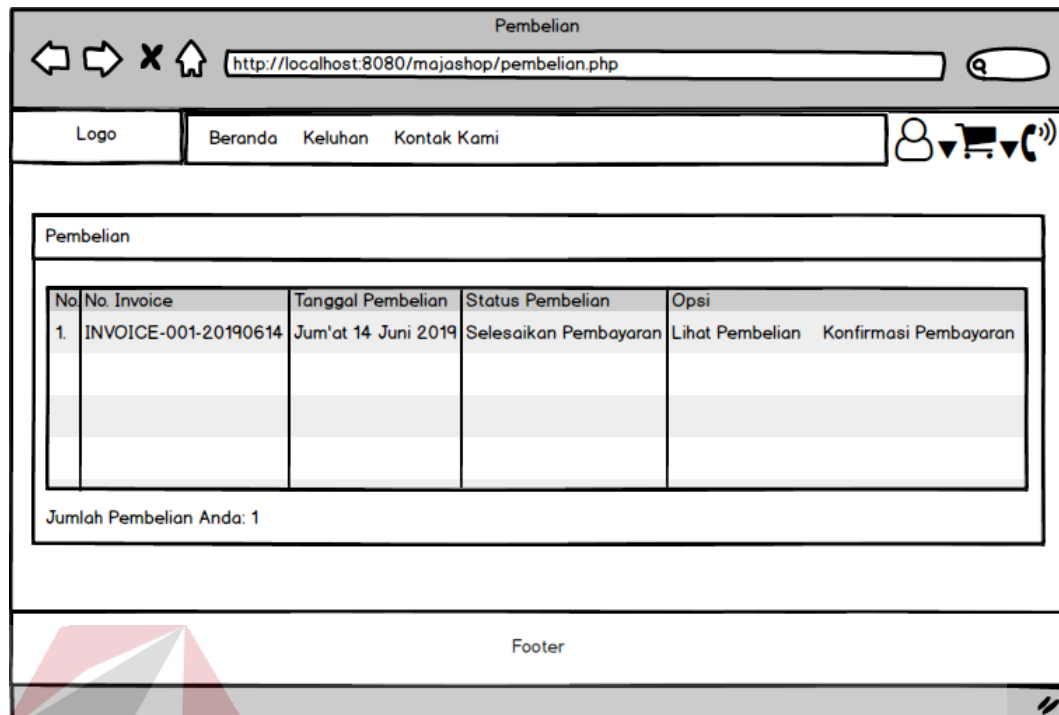 Pembelian
http://localhost:8080/majashop/pembelian.php
Logo Beranda Keluhan Kontak Kami
Pembelian
No. No. Invoice Tanggal Pembelian Status Pembelian Opsi
1. INVOICE-001-20190614 Jum'at 14 Juni 2019 Selesaikan Pembayaran Lihat Pembelian Konfirmasi Pembayaran
Jumlah Pembelian Anda: 1
Footer